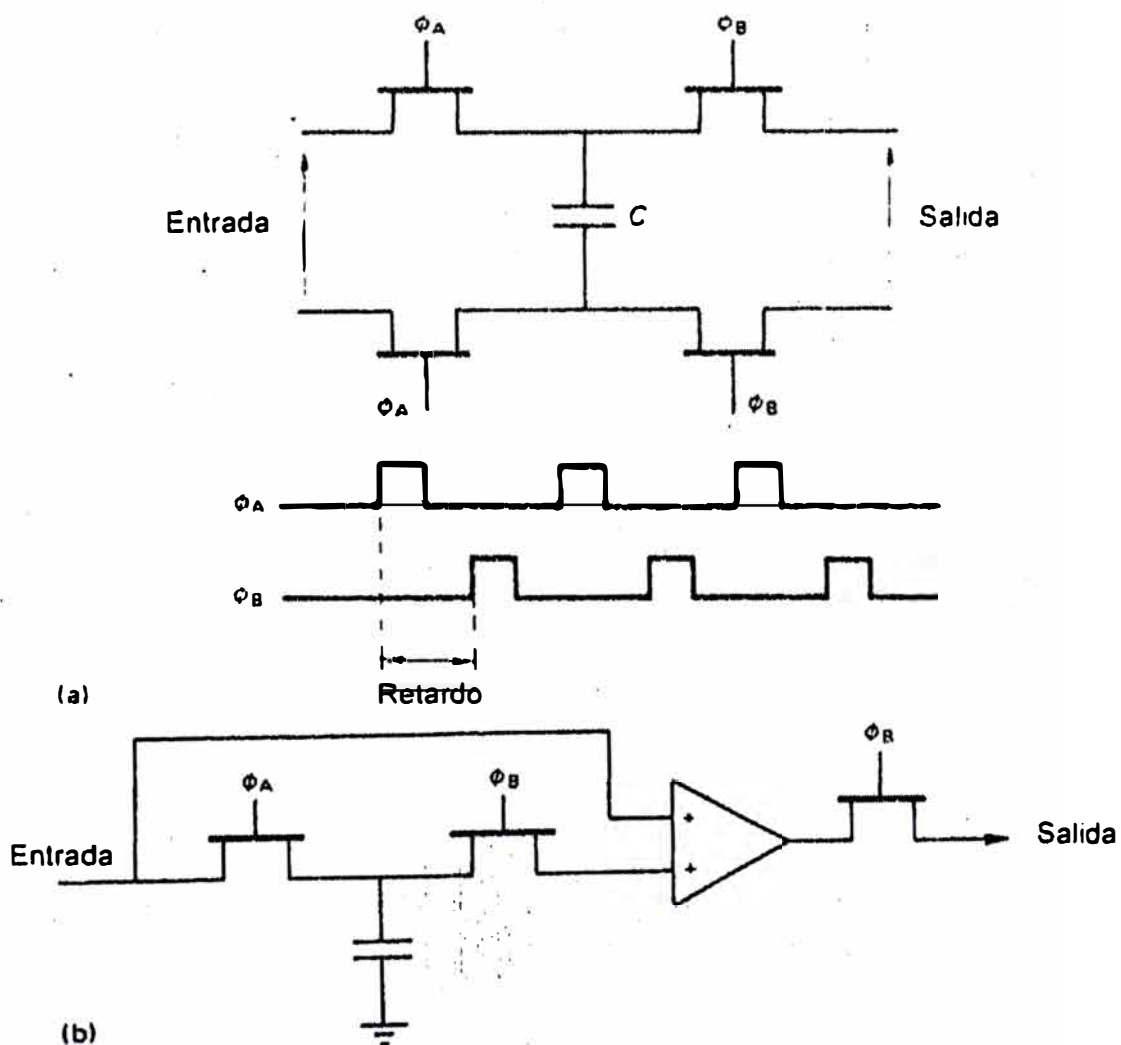 ΦA ΦB
Entrada C Salida
ΦA ΦB
ΦA
ΦB
Retardo
(a)
ΦB
ΦA ΦB
Entrada + Salida
+
(b)